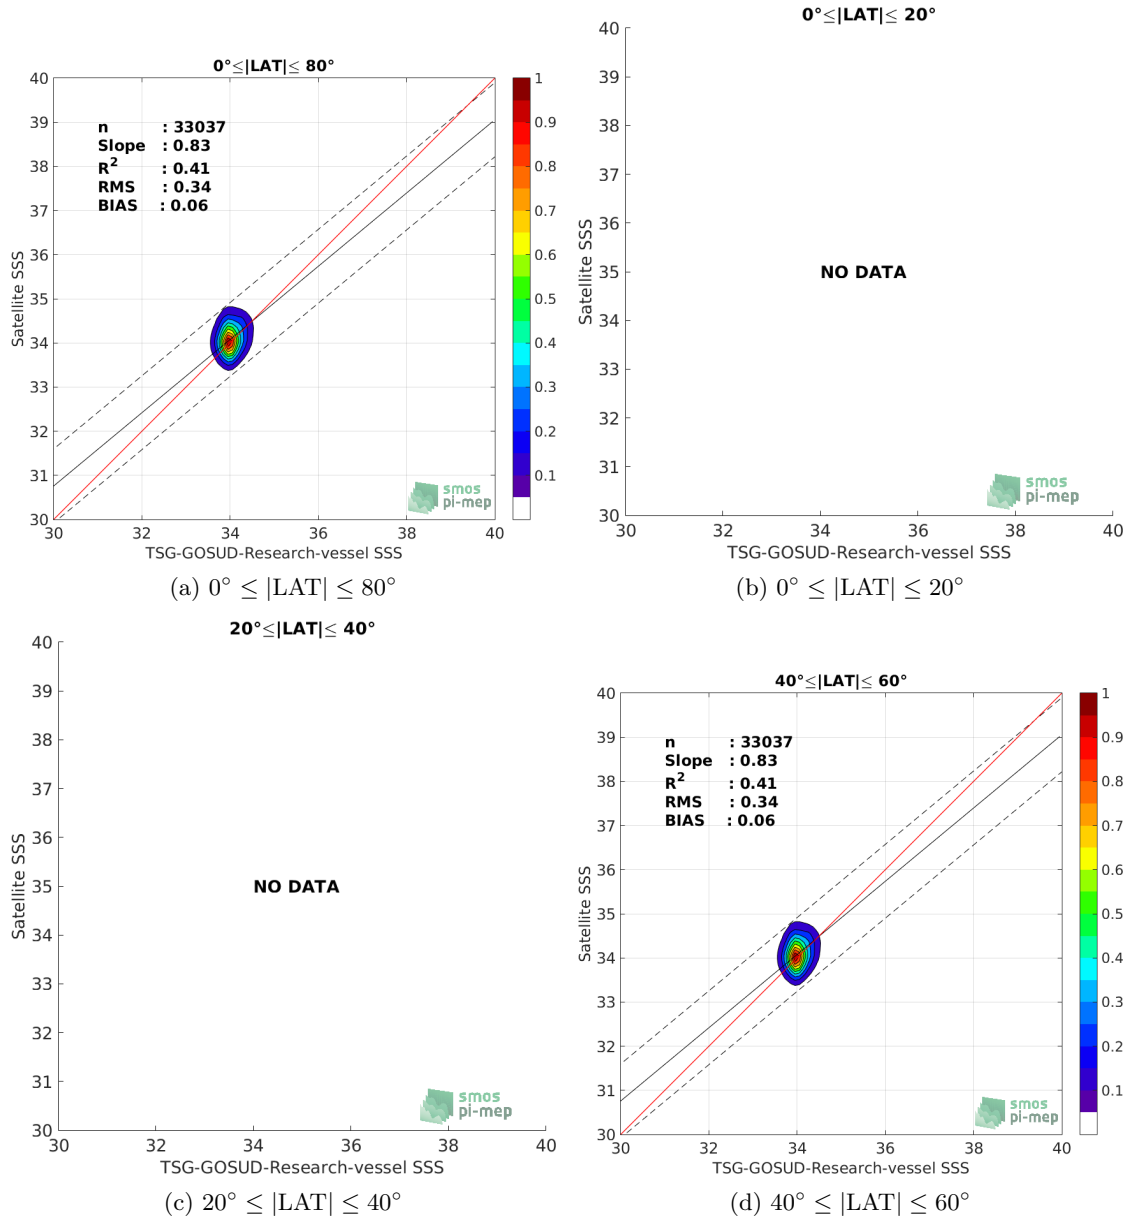 0°≤|LAT|≤ 80°
40
39
38
37
36
35
34
33
32
31
30
Satellite SSS
n : 33037
Slope : 0.83
R² : 0.41
RMS : 0.34
BIAS : 0.06
smos
pi-mep
30 32 34 36 38 40
TSG-GOSUD-Research-vessel SSS
1
0.9
0.8
0.7
0.6
0.5
0.4
0.3
0.2
0.1
(a) 0° ≤ |LAT| ≤ 80°
0°≤|LAT|≤ 20°
40
39
38
37
36
35
34
33
32
31
30
Satellite SSS
NO DATA
smos
pi-mep
30 32 34 36 38 40
TSG-GOSUD-Research-vessel SSS
(b) 0° ≤ |LAT| ≤ 20°
20°≤|LAT|≤ 40°
40
39
38
37
36
35
34
33
32
31
30
Satellite SSS
NO DATA
smos
pi-mep
30 32 34 36 38 40
TSG-GOSUD-Research-vessel SSS
(c) 20° ≤ |LAT| ≤ 40°
40°≤|LAT|≤ 60°
40
39
38
37
36
35
34
33
32
31
30
Satellite SSS
n : 33037
Slope : 0.83
R² : 0.41
RMS : 0.34
BIAS : 0.06
smos
pi-mep
30 32 34 36 38 40
TSG-GOSUD-Research-vessel SSS
1
0.9
0.8
0.7
0.6
0.5
0.4
0.3
0.2
0.1
(d) 40° ≤ |LAT| ≤ 60°